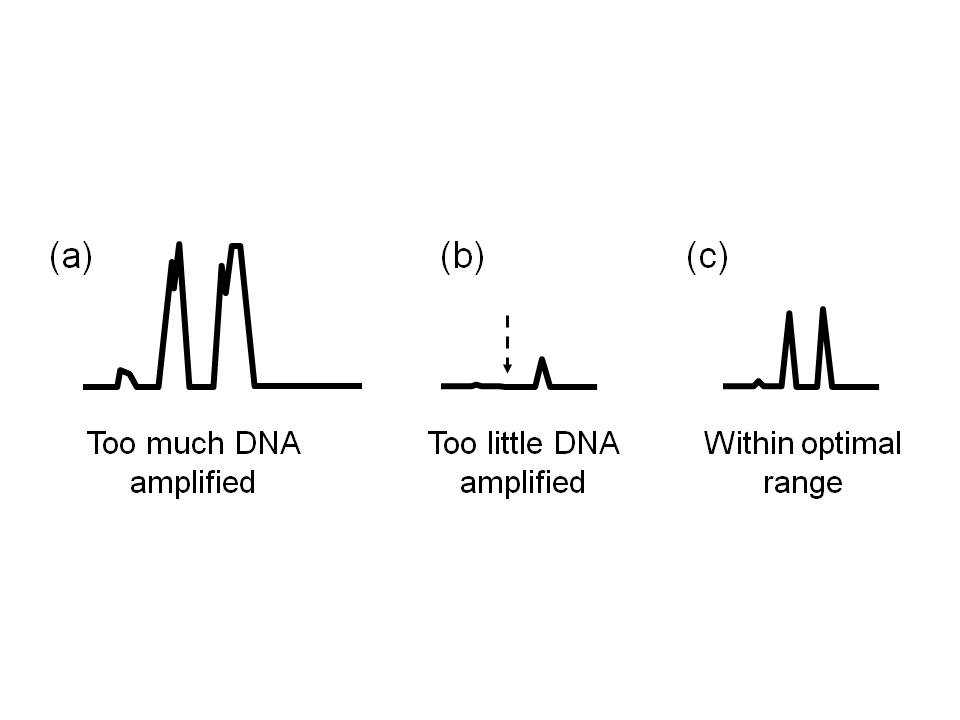 (a)
(b)
(c)
Too much DNA
amplified
Too little DNA
amplified
Within optimal
range